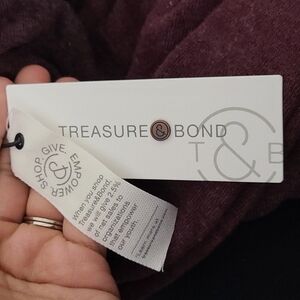 TREASURE & BOND
T & B
SHOP. GIVE. EMPOWER.
&
When you shop
Treasure&Bond,
we will give 2.5%
of net sales to
organizations
that empower
our youth.